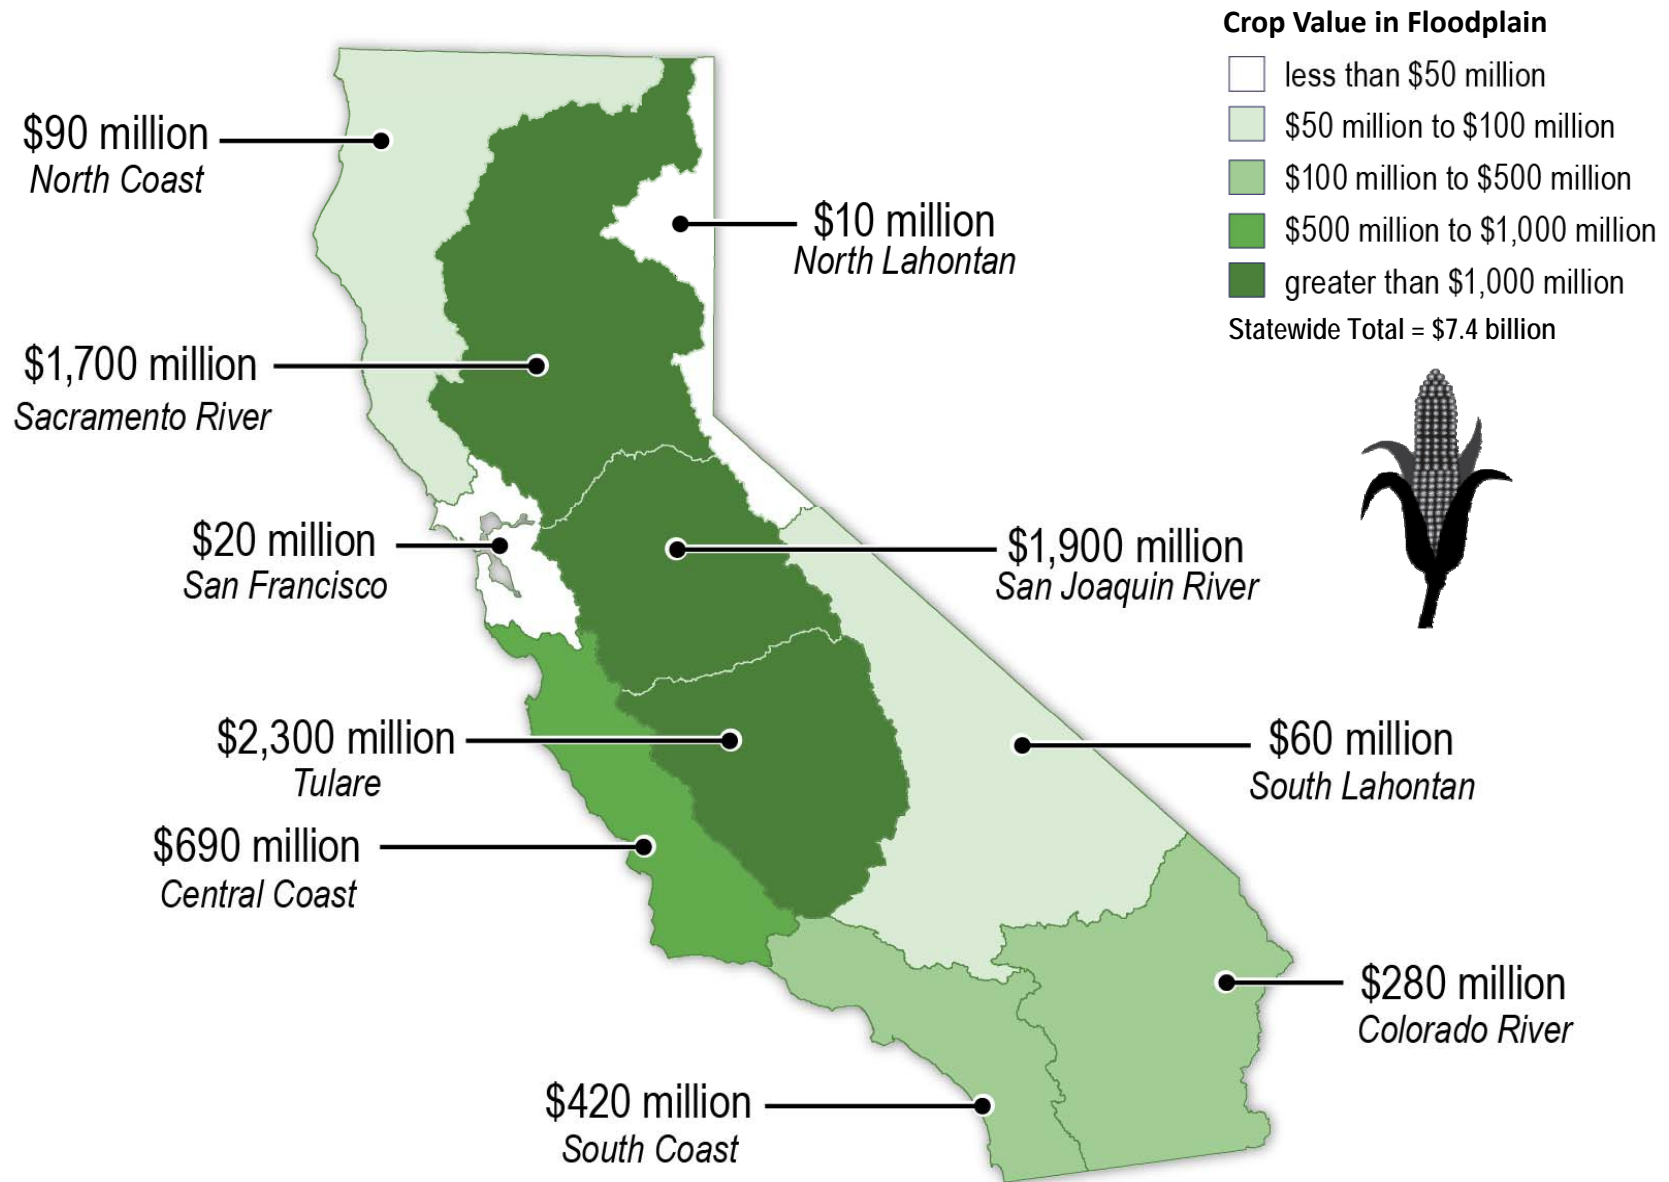 Crop Value in Floodplain
less than $50 million
$50 million to $100 million
$100 million to $500 million
$500 million to $1,000 million
greater than $1,000 million
Statewide Total = $7.4 billion
$90 million
North Coast
$10 million
North Lahontan
$1,700 million
Sacramento River
$20 million
San Francisco
$1,900 million
San Joaquin River
$2,300 million
Tulare
$60 million
South Lahontan
$690 million
Central Coast
$280 million
Colorado River
$420 million
South Coast